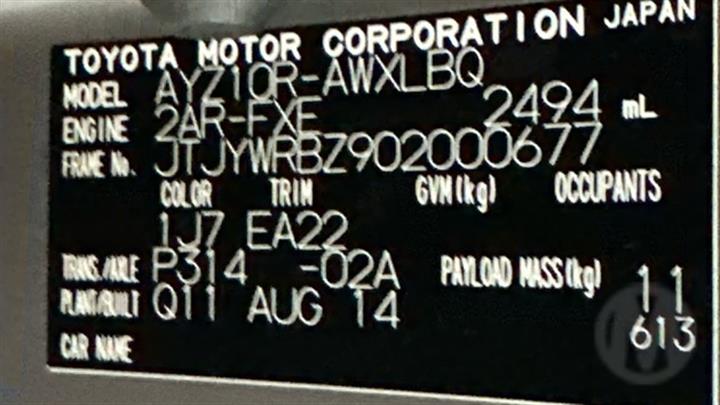 TOYOTA MOTOR CORPORATION JAPAN
MODEL AYZ10R-AWXLBQ
ENGINE 2AR-FXE 2494 mL
FRAME No. JTJYWRBZ902000677
COLOR TRIM GVM(kg) OCCUPANTS
1J7 EA22
TRANS./AXLE P314 -02A PAYLOAD MASS(kg) 11
PLANT/BUILT Q11 AUG 14 613
CAR NAME